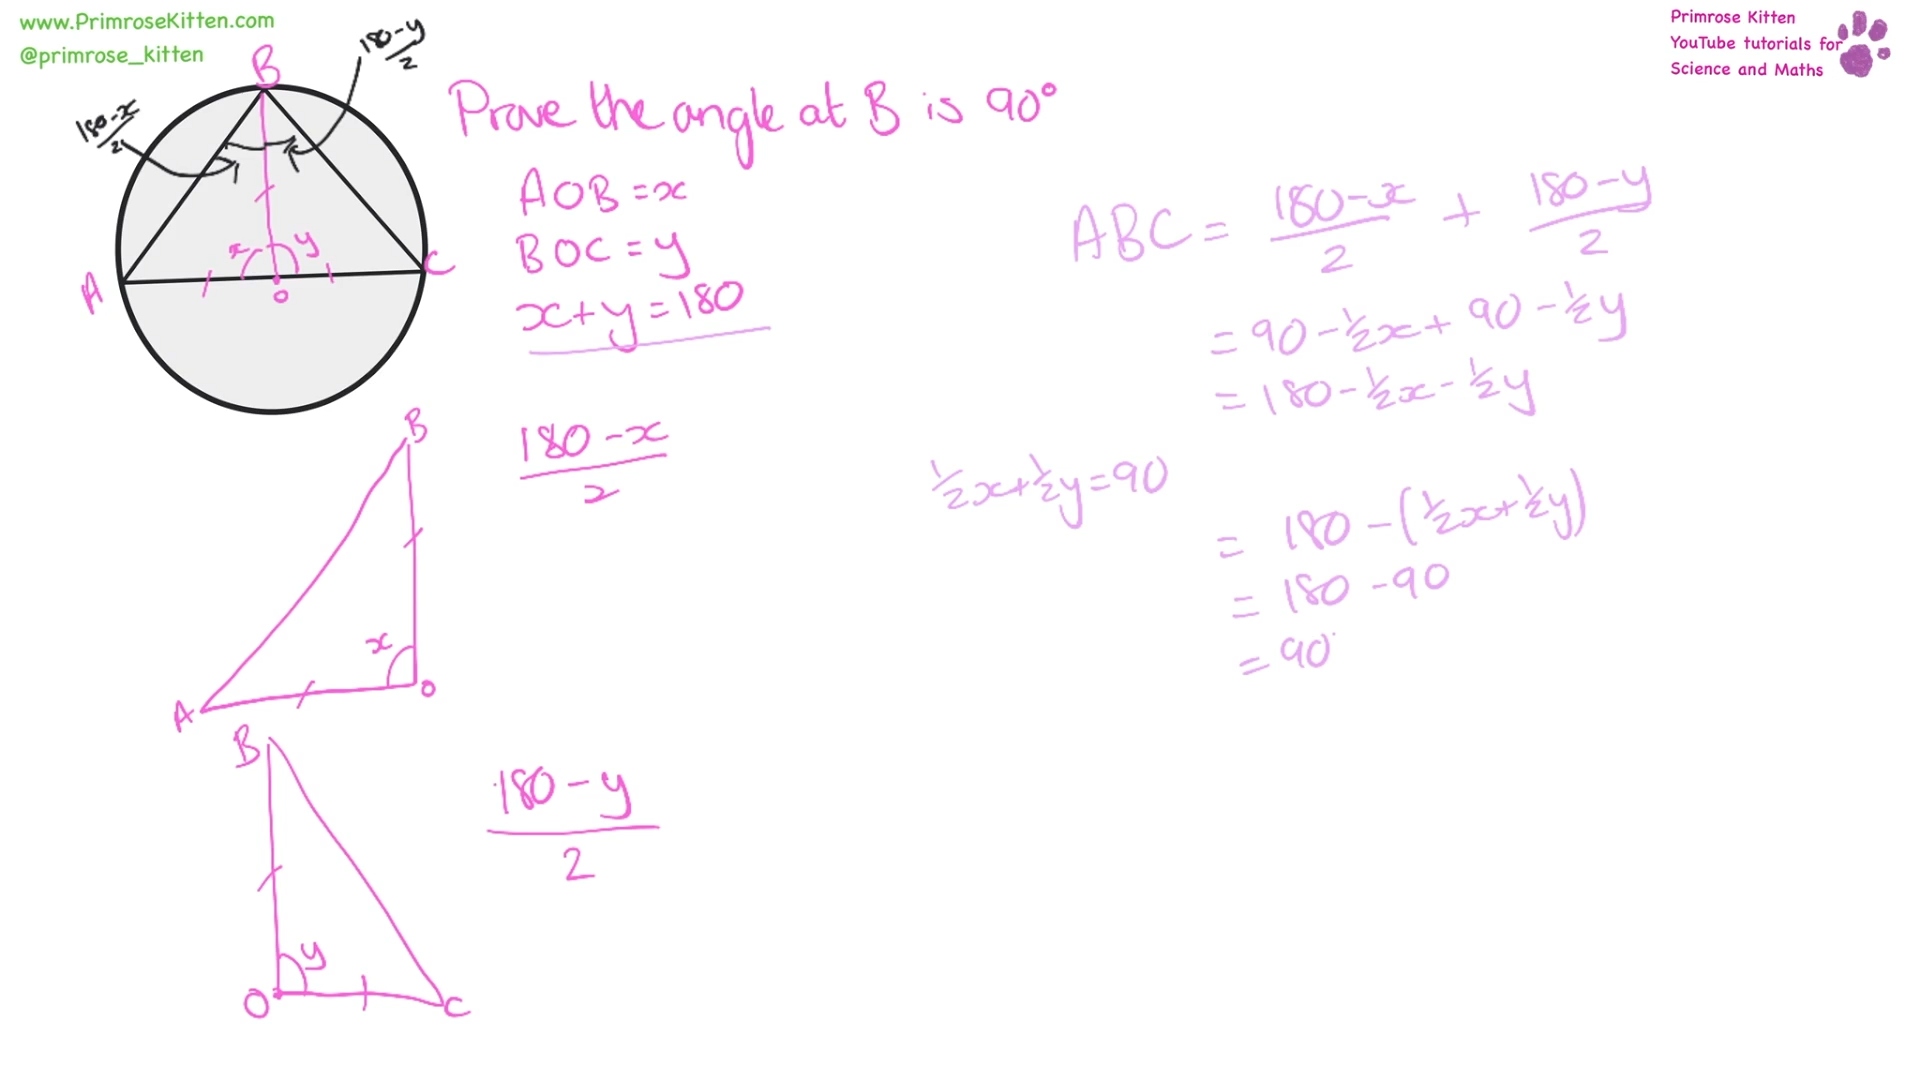 www.PrimroseKitten.com
@primrose_kitten
Primrose Kitten
YouTube tutorials for
Science and Maths
180-y
2
B
180-x
2
x
y
A
O
C
Prove the angle at B is 90°
AOB = x
BOC = y
x+y=180
B
x
A
O
180-x
2
B
y
O
C
180-y
2
ABC = 180-x/2 + 180-y/2
= 90-½x+ 90-½y
= 180-½x-½y
½x+½y=90
= 180-(½x+½y)
= 180-90
= 90